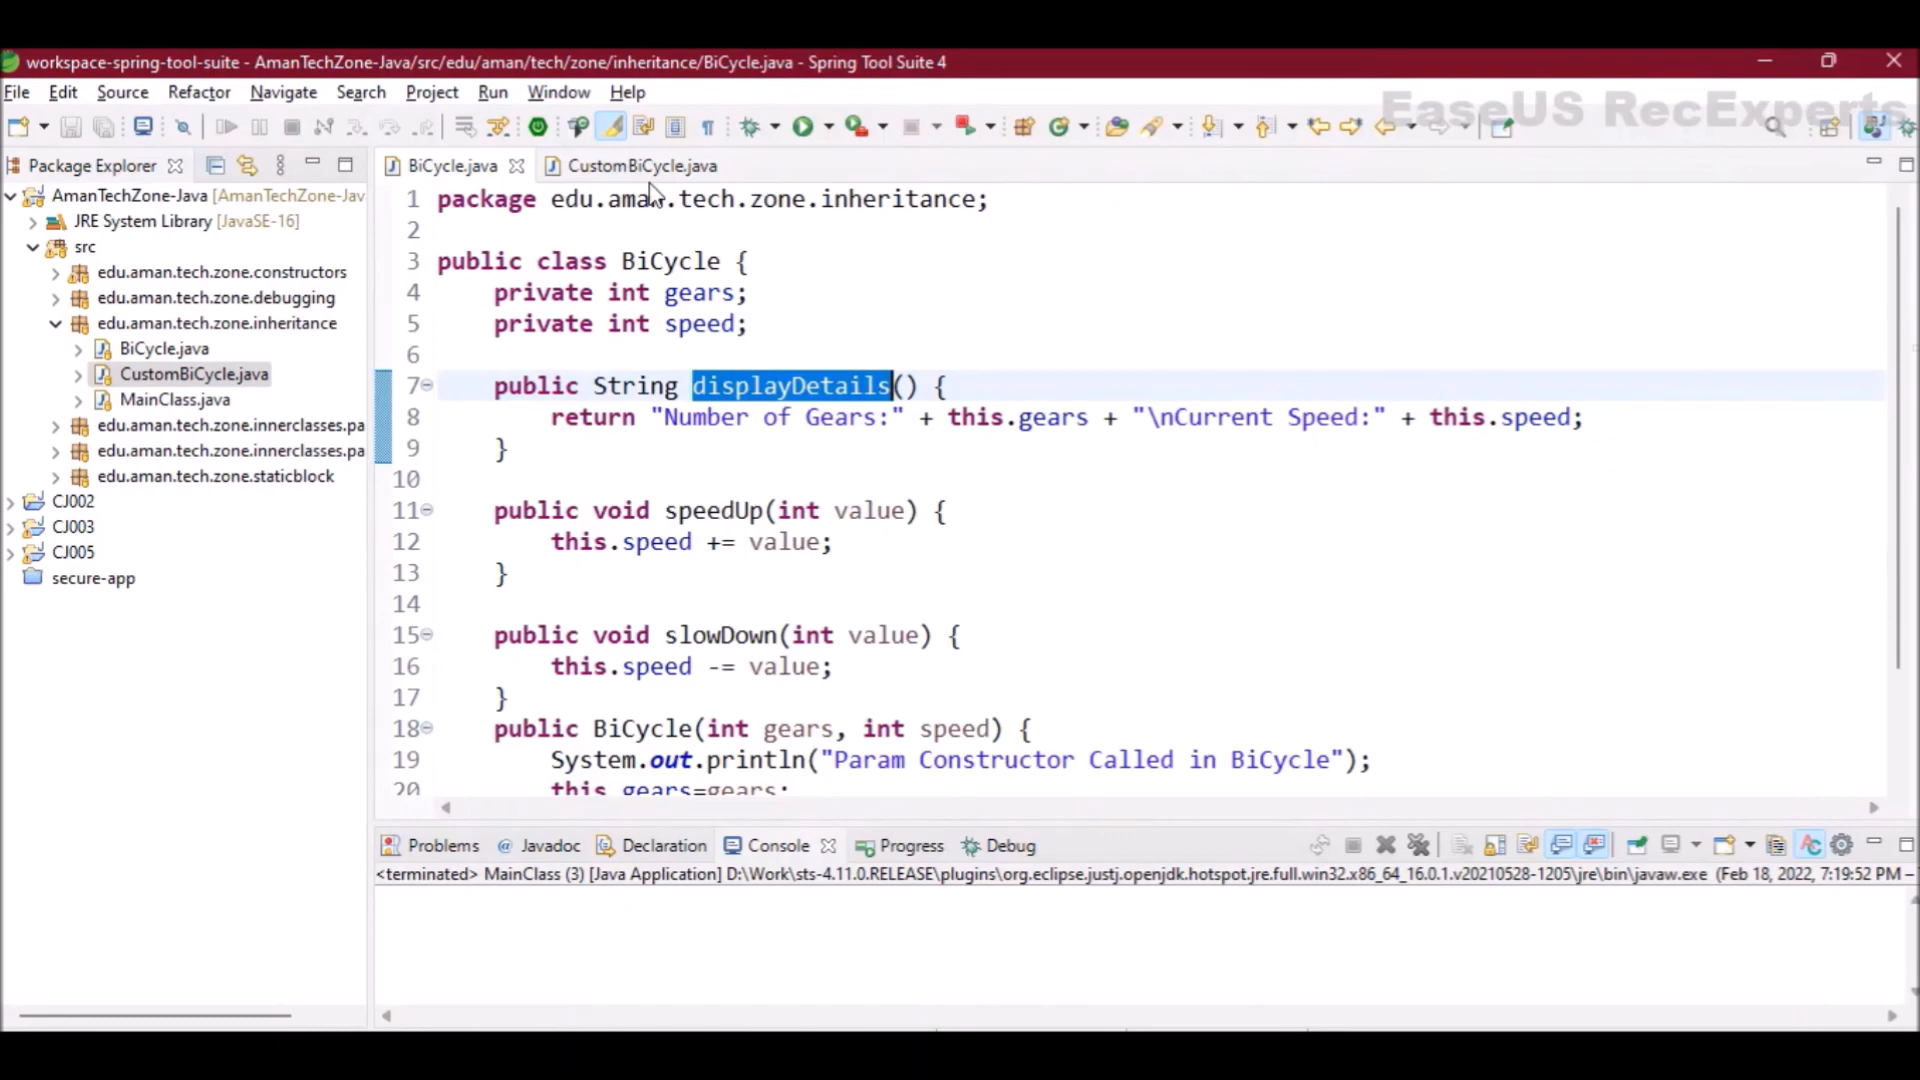 workspace-spring-tool-suite - AmanTechZone-Java/src/edu/aman/tech/zone/inheritance/BiCycle.java - Spring Tool Suite 4
File Edit Source Refactor Navigate Search Project Run Window Help
EaseUS RecExperts
Package Explorer
BiCycle.java
CustomBiCycle.java
AmanTechZone-Java [AmanTechZone-Jav
JRE System Library [JavaSE-16]
src
edu.aman.tech.zone.constructors
edu.aman.tech.zone.debugging
edu.aman.tech.zone.inheritance
BiCycle.java
CustomBiCycle.java
MainClass.java
edu.aman.tech.zone.innerclasses.pa
edu.aman.tech.zone.innerclasses.pa
edu.aman.tech.zone.staticblock
CJ002
CJ003
CJ005
secure-app
1 package edu.aman.tech.zone.inheritance;
2
3 public class BiCycle {
4 private int gears;
5 private int speed;
6
7 public String displayDetails() {
8 return "Number of Gears:" + this.gears + "\nCurrent Speed:" + this.speed;
9 }
10
11 public void speedUp(int value) {
12 this.speed += value;
13 }
14
15 public void slowDown(int value) {
16 this.speed -= value;
17 }
18 public BiCycle(int gears, int speed) {
19 System.out.println("Param Constructor Called in BiCycle");
20 this.gears=gears;
Problems @ Javadoc Declaration Console Progress Debug
<terminated> MainClass (3) [Java Application] D:\Work\sts-4.11.0.RELEASE\plugins\org.eclipse.justj.openjdk.hotspot.jre.full.win32.x86_64_16.0.1.v20210528-1205\jre\bin\javaw.exe (Feb 18, 2022, 7:19:52 PM –